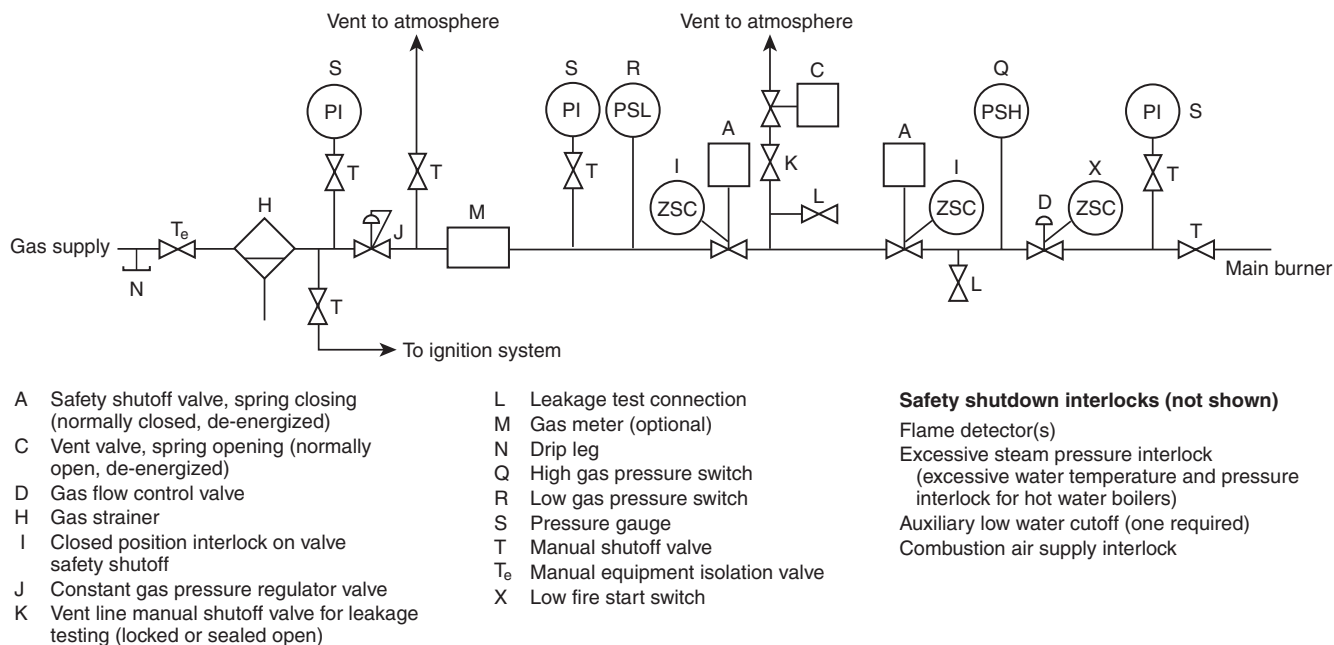 Vent to atmosphere
Vent to atmosphere
S
S
R
C
Q
PI
PI
PSL
PSH
PI
S
A
A
T
T
T
K
I
I
D
X
T
L
ZSC
ZSC
ZSC
H
M
Gas supply
Te
J
T
Main burner
N
T
L
To ignition system
A Safety shutoff valve, spring closing
(normally closed, de-energized)
C Vent valve, spring opening (normally
open, de-energized)
D Gas flow control valve
H Gas strainer
I Closed position interlock on valve
safety shutoff
J Constant gas pressure regulator valve
K Vent line manual shutoff valve for leakage
testing (locked or sealed open)
L Leakage test connection
M Gas meter (optional)
N Drip leg
Q High gas pressure switch
R Low gas pressure switch
S Pressure gauge
T Manual shutoff valve
Te Manual equipment isolation valve
X Low fire start switch
Safety shutdown interlocks (not shown)
Flame detector(s)
Excessive steam pressure interlock
(excessive water temperature and pressure
interlock for hot water boilers)
Auxiliary low water cutoff (one required)
Combustion air supply interlock